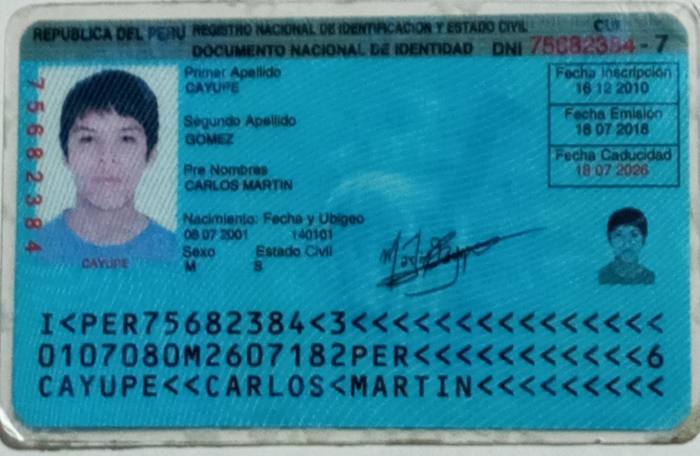 REPUBLICA DEL PERU REGISTRO NACIONAL DE IDENTIFICACION Y ESTADO CIVIL CUI
DOCUMENTO NACIONAL DE IDENTIDAD DNI 75682384 - 7
75682384
Primer Apellido
CAYUPE
Segundo Apellido
GOMEZ
Pre Nombres
CARLOS MARTIN
Nacimiento: Fecha y Ubigeo
08 07 2001 140101
Sexo Estado Civil
M S
Fecha Inscripción
16 12 2010
Fecha Emisión
18 07 2018
Fecha Caducidad
18 07 2026
CAYUPE
I<PER75682384<3<<<<<<<<<<<<<<<
0107080M2607182PER<<<<<<<<<<<6
CAYUPE<<CARLOS<MARTIN<<<<<<<<<